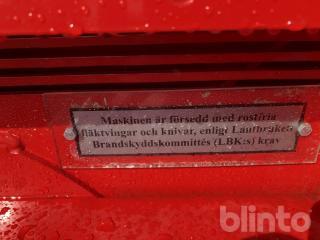 Maskinen är försedd med rostfria
fläktvingar och knivar, enligt Lantbrukets
Brandskyddskommittés (LBK:s) krav
blinto